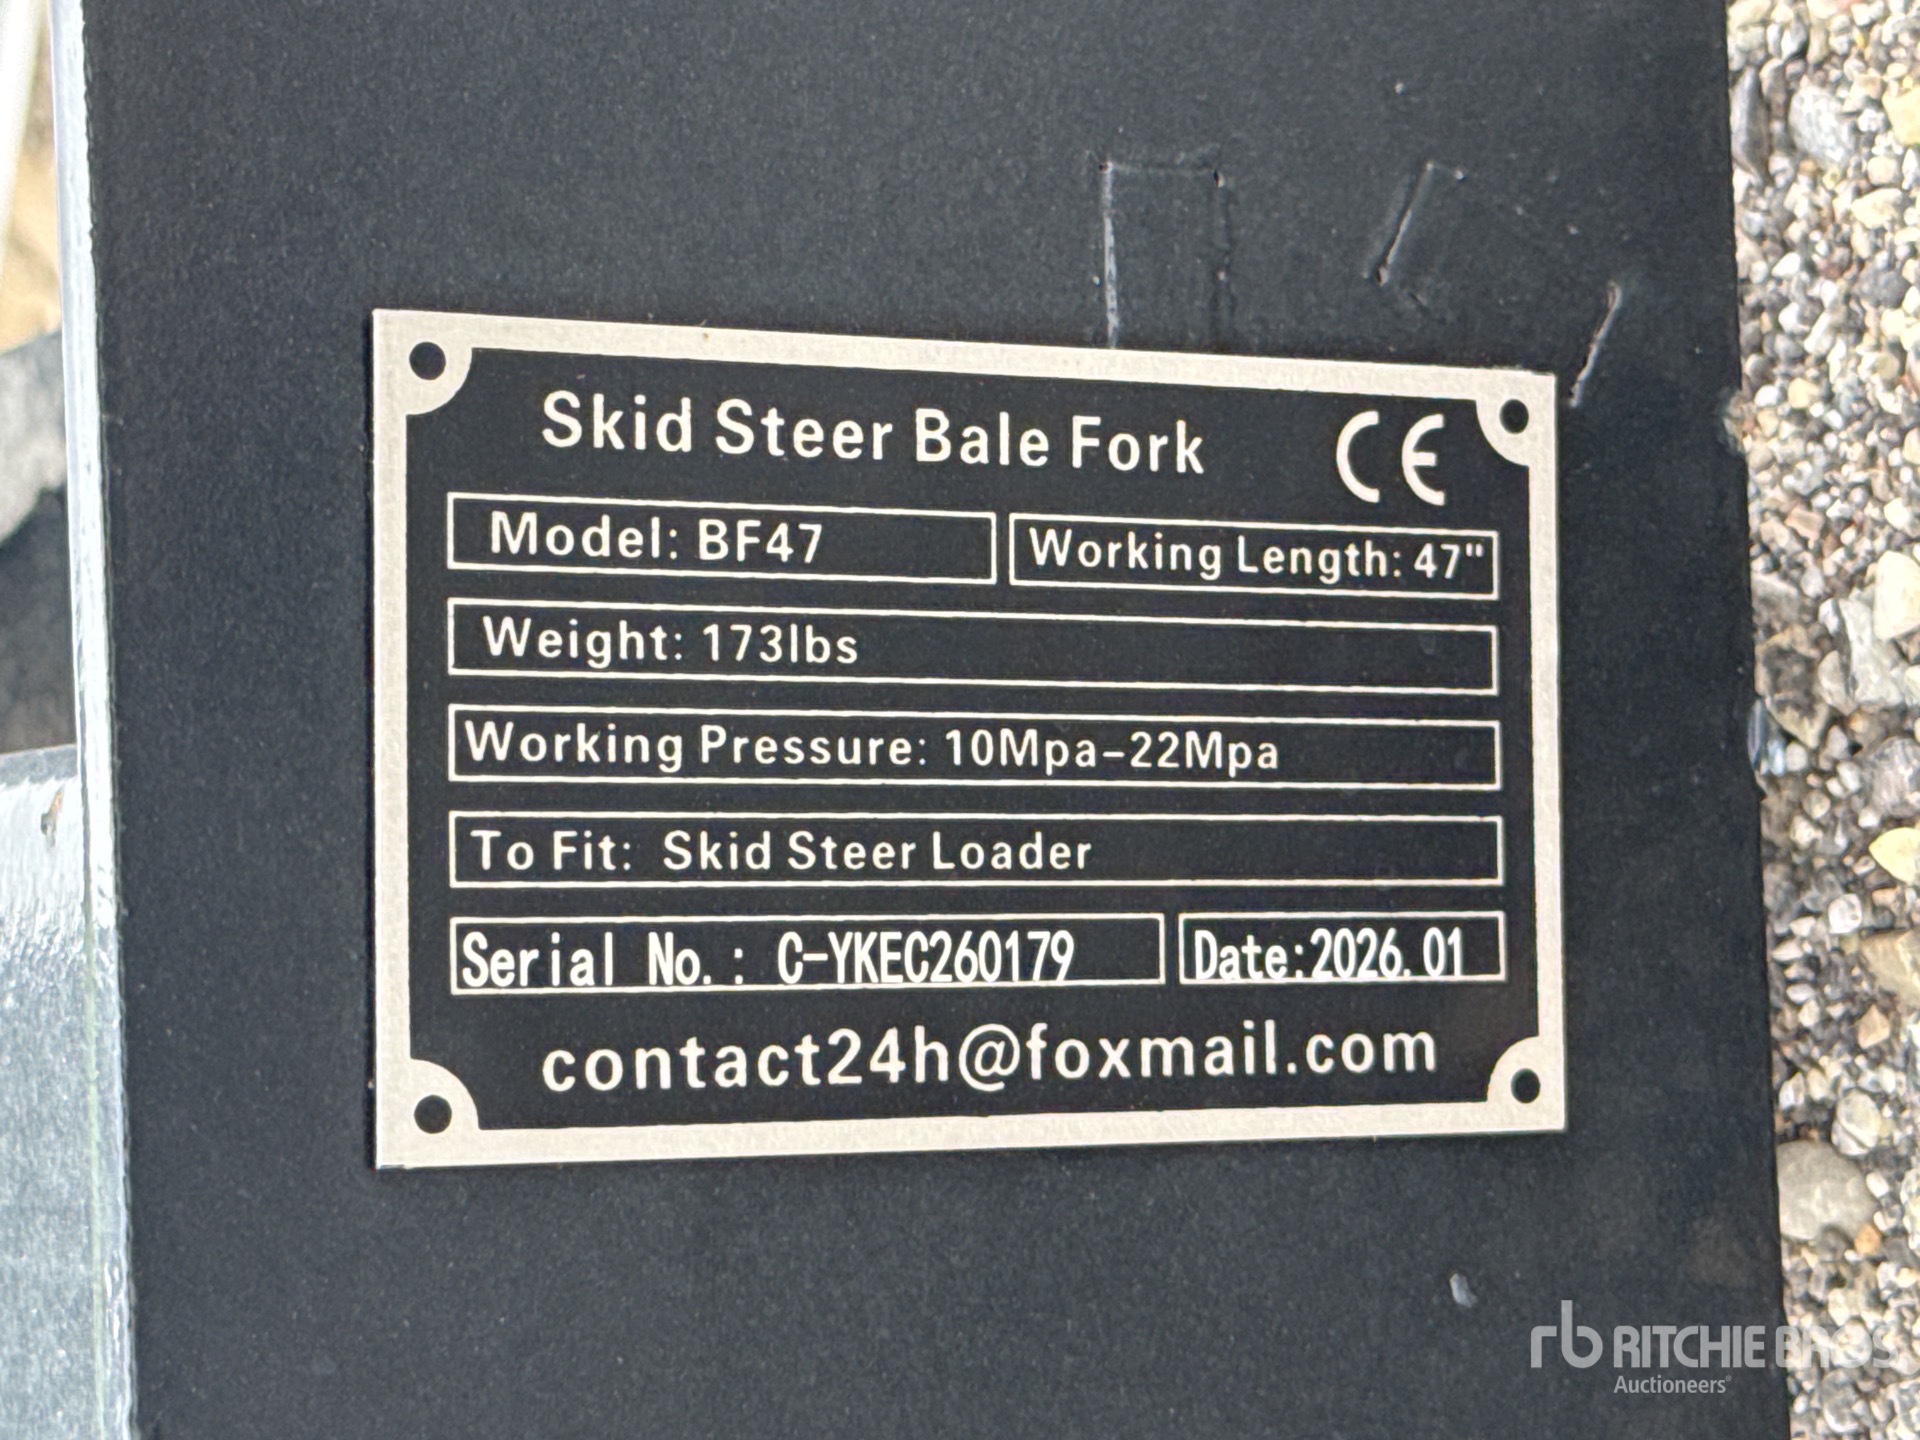 Skid Steer Bale Fork CE
Model: BF47
Working Length: 47"
Weight: 173lbs
Working Pressure: 10Mpa-22Mpa
To Fit: Skid Steer Loader
Serial No.: C-YKEC260179
Date:2026.01
contact24h@foxmail.com
rb RITCHIE BROS
Auctioneers